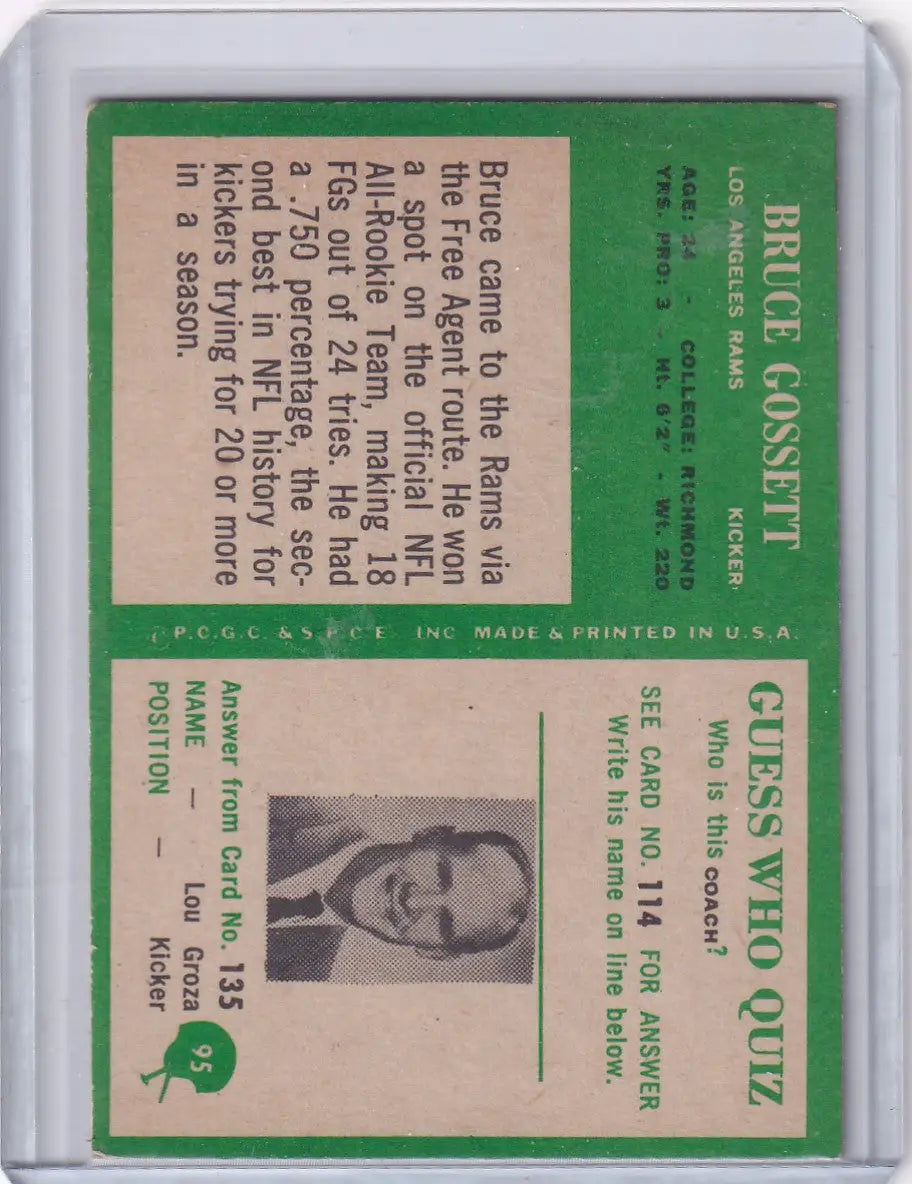 BRUCE GOSSETT
LOS ANGELES RAMS KICKER
AGE: 24 - COLLEGE: RICHMOND
YRS. PRO: 3 - Ht. 6'2" - Wt. 220
Bruce came to the Rams via
the Free Agent route. He won
a spot on the official NFL
All-Rookie Team, making 18
FGs out of 24 tries. He had
a .750 percentage, the sec-
ond best in NFL history for
kickers trying for 20 or more
in a season.
P.C.G.C. & S.P.C.E. INC MADE & PRINTED IN U.S.A.
GUESS WHO QUIZ
Who is this COACH?
SEE CARD NO. 114 FOR ANSWER
Write his name on line below.
Answer from Card No. 135
NAME — Lou Groza
POSITION — Kicker
95